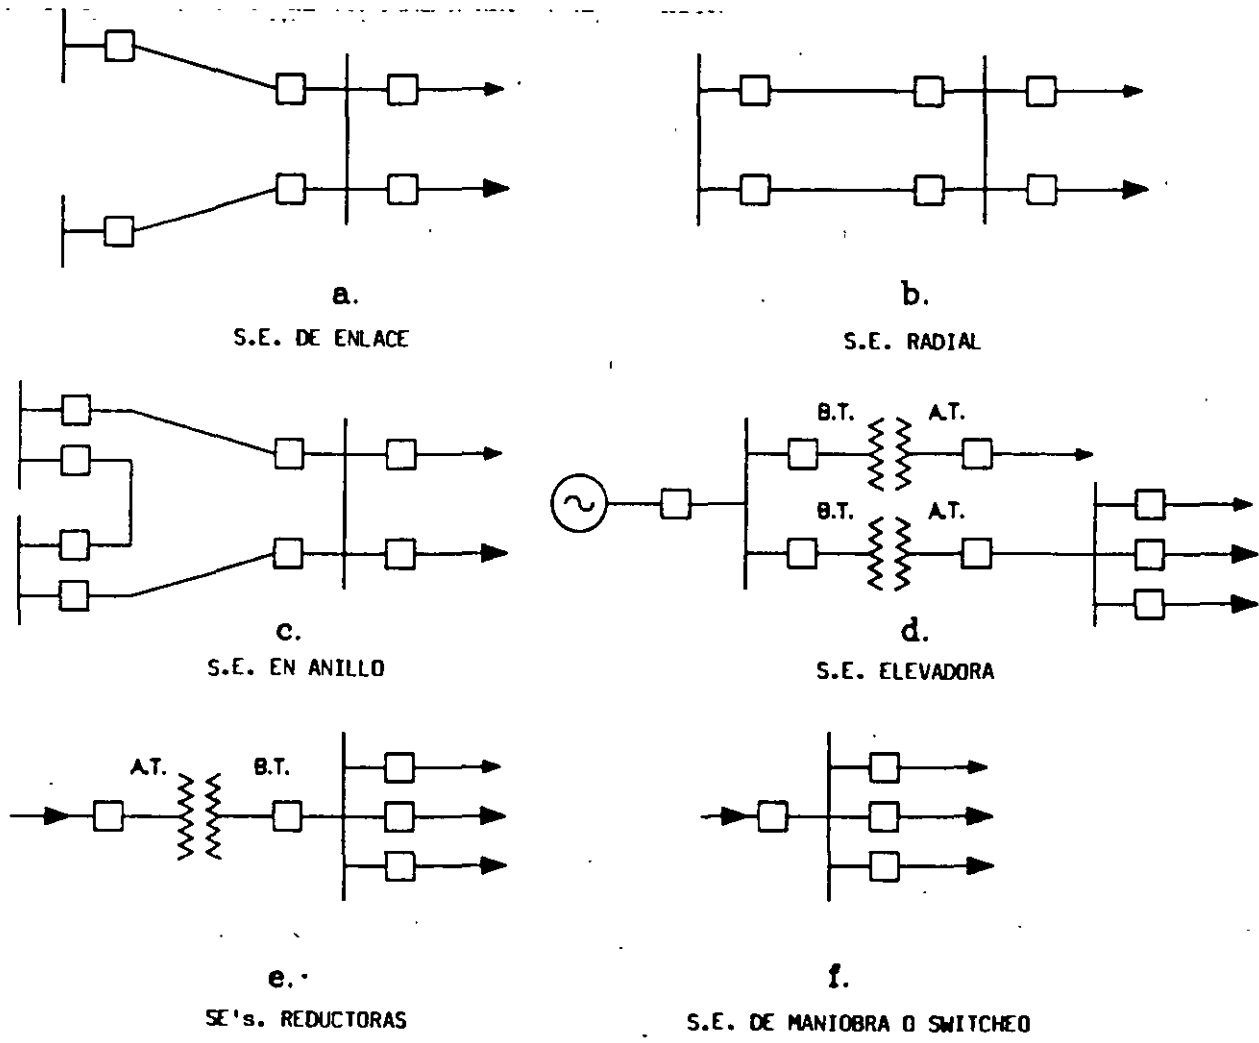 a.
S.E. DE ENLACE
b.
S.E. RADIAL
c.
S.E. EN ANILLO
B.T. A.T.
B.T. A.T.
d.
S.E. ELEVADORA
A.T. B.T.
e.
SE's. REDUCTORAS
f.
S.E. DE MANIOBRA O SWITCHEO